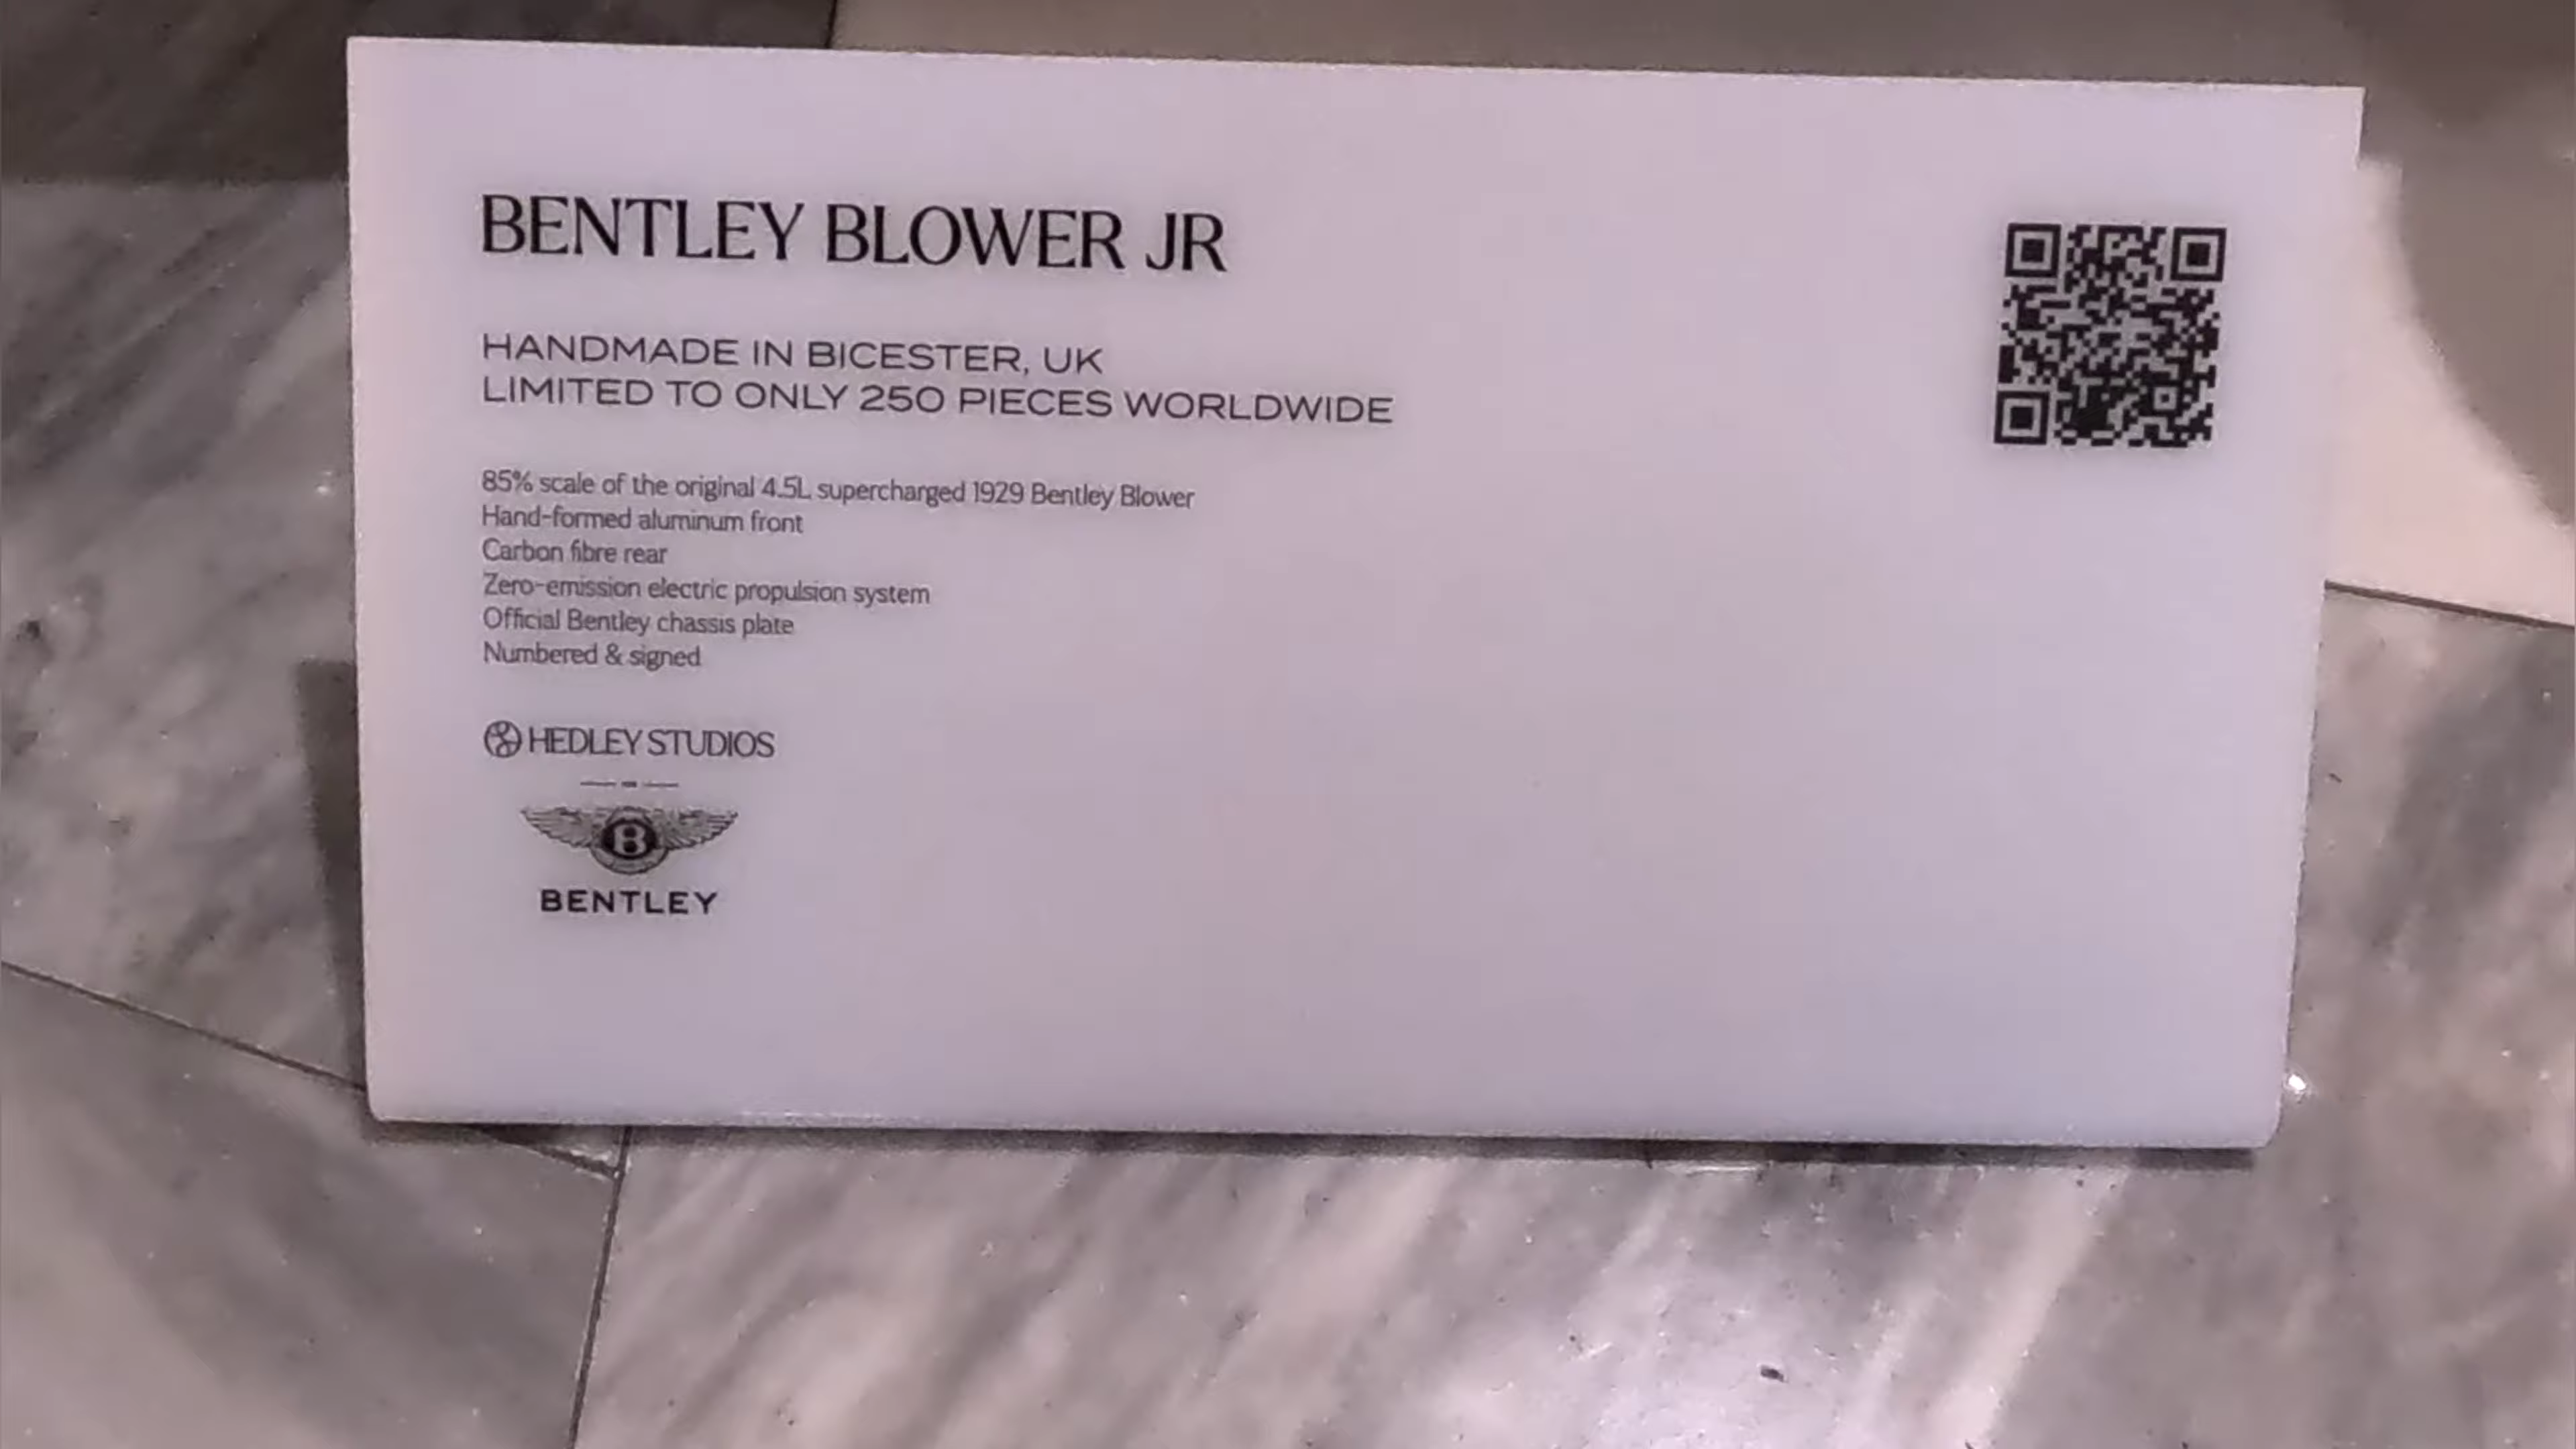 BENTLEY BLOWER JR
HANDMADE IN BICESTER, UK
LIMITED TO ONLY 250 PIECES WORLDWIDE
85% scale of the original 4.5L supercharged 1929 Bentley Blower
Hand-formed aluminum front
Carbon fibre rear
Zero-emission electric propulsion system
Official Bentley chassis plate
Numbered & signed
HEDLEY STUDIOS
B
BENTLEY